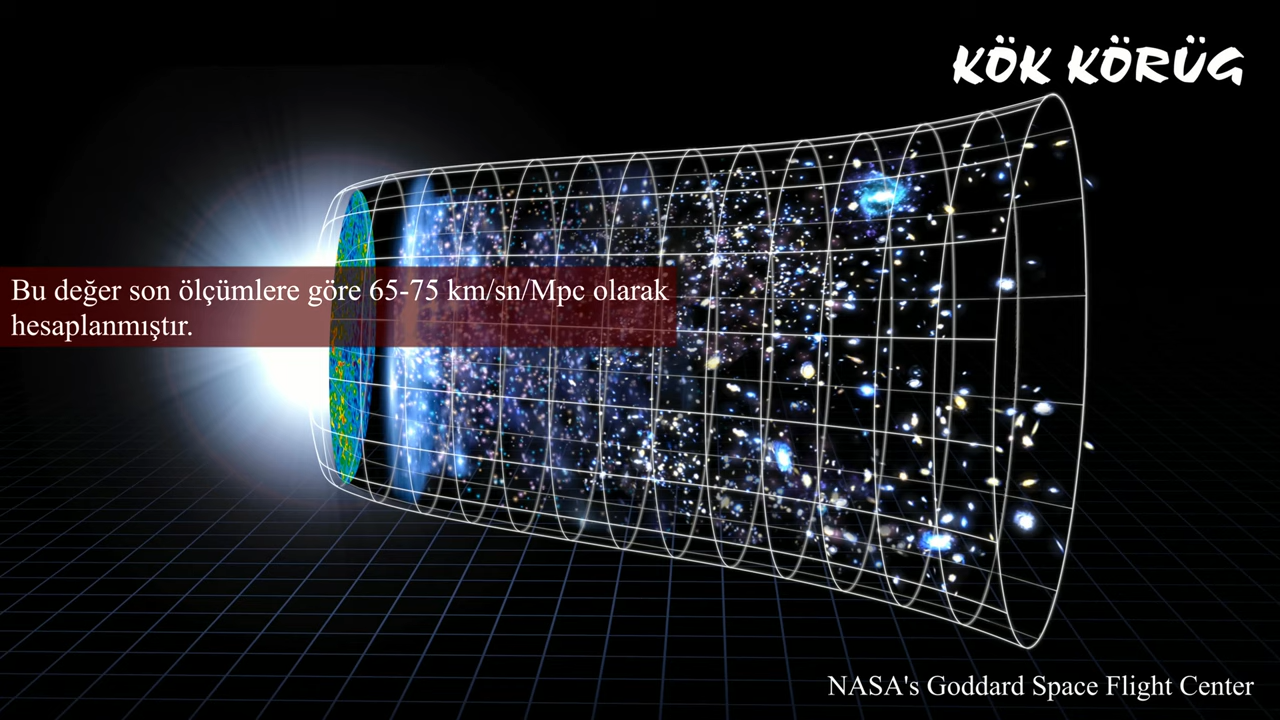 KÖK KÖRÜG
Bu değer son ölçümlere göre 65-75 km/sn/Mpc olarak
hesaplanmıştır.
NASA's Goddard Space Flight Center